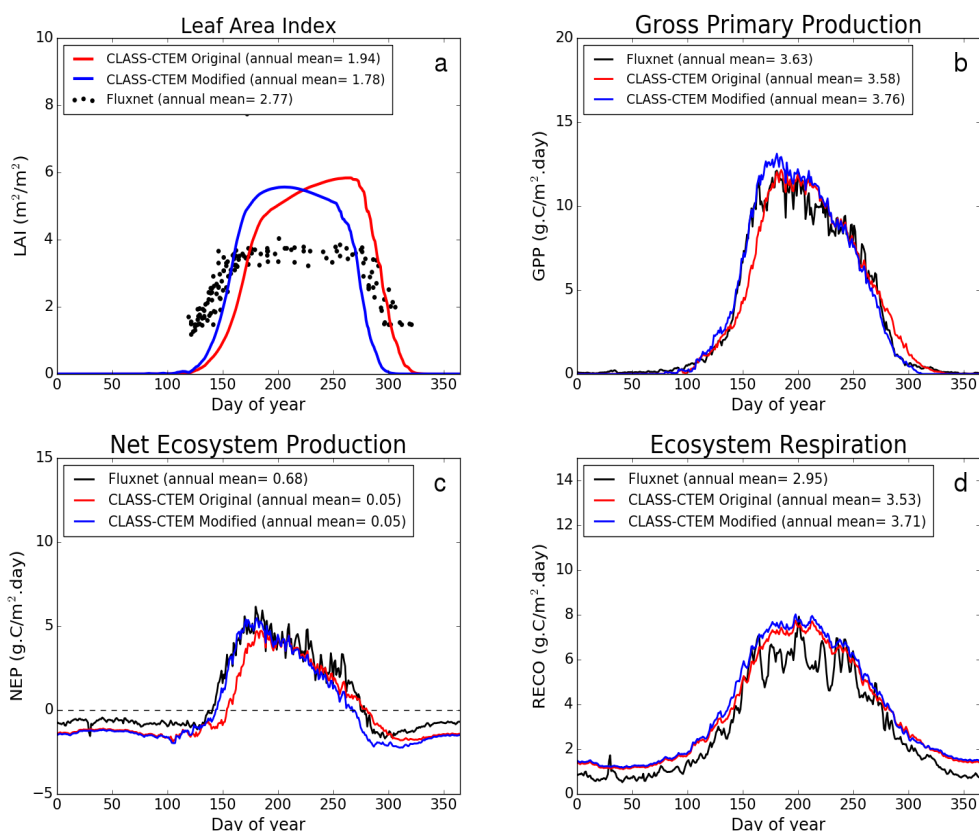 Leaf Area Index
10
8
6
4
2
0
LAI (m²/m²)
CLASS-CTEM Original (annual mean= 1.94)
CLASS-CTEM Modified (annual mean= 1.78)
Fluxnet (annual mean= 2.77)
a
0 50 100 150 200 250 300 350
Day of year
Gross Primary Production
20
15
10
5
0
GPP (g.C/m².day)
Fluxnet (annual mean= 3.63)
CLASS-CTEM Original (annual mean= 3.58)
CLASS-CTEM Modified (annual mean= 3.76)
b
0 50 100 150 200 250 300 350
Day of year
Net Ecosystem Production
15
10
5
0
−5
NEP (g.C/m².day)
Fluxnet (annual mean= 0.68)
CLASS-CTEM Original (annual mean= 0.05)
CLASS-CTEM Modified (annual mean= 0.05)
c
0 50 100 150 200 250 300 350
Day of year
Ecosystem Respiration
14
12
10
8
6
4
2
0
RECO (g.C/m².day)
Fluxnet (annual mean= 2.95)
CLASS-CTEM Original (annual mean= 3.53)
CLASS-CTEM Modified (annual mean= 3.71)
d
0 50 100 150 200 250 300 350
Day of year